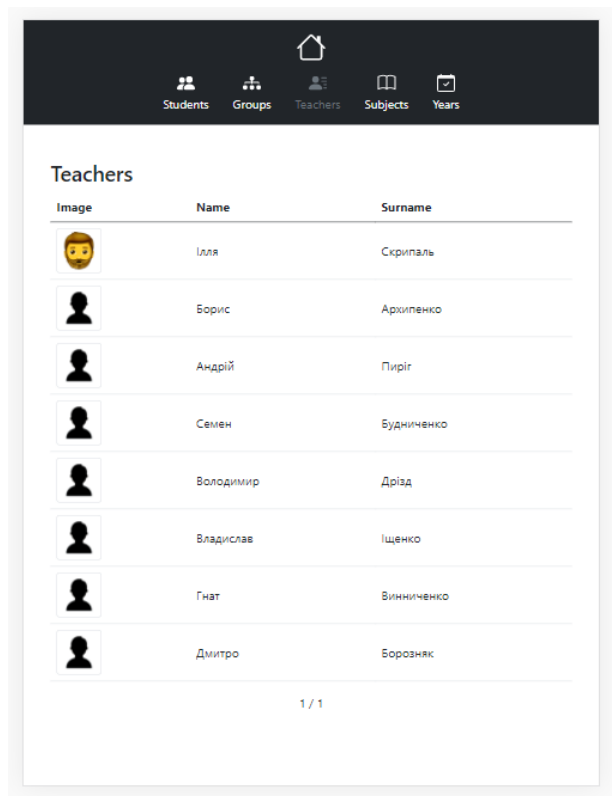 Students Groups Teachers Subjects Years
Teachers
Image Name Surname
Ілля Скрипаль
Борис Архипенко
Андрій Пиріг
Семен Будниченко
Володимир Дрізд
Владислав Іщенко
Гнат Винниченко
Дмитро Борозняк
1 / 1